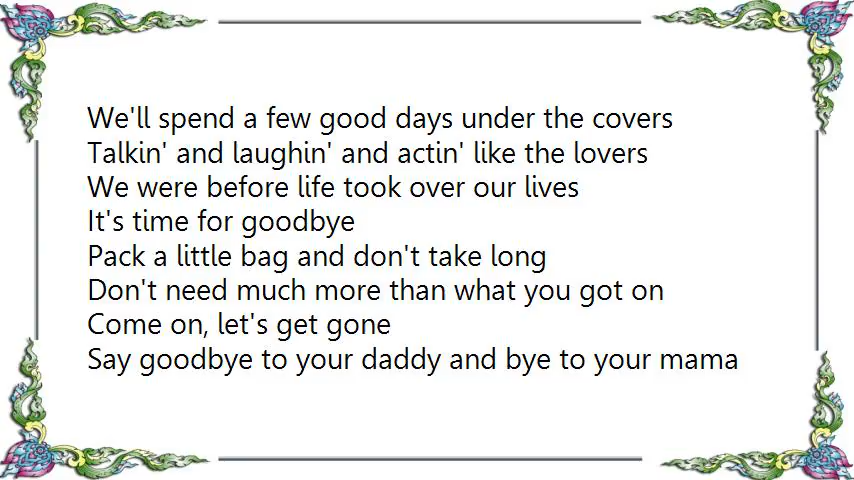 We'll spend a few good days under the covers
Talkin' and laughin' and actin' like the lovers
We were before life took over our lives
It's time for goodbye
Pack a little bag and don't take long
Don't need much more than what you got on
Come on, let's get gone
Say goodbye to your daddy and bye to your mama